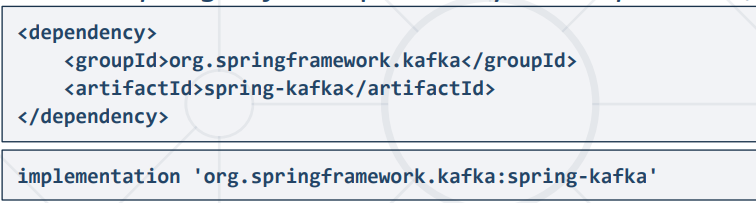 <dependency>
    <groupId>org.springframework.kafka</groupId>
    <artifactId>spring-kafka</artifactId>
</dependency>
implementation 'org.springframework.kafka:spring-kafka'